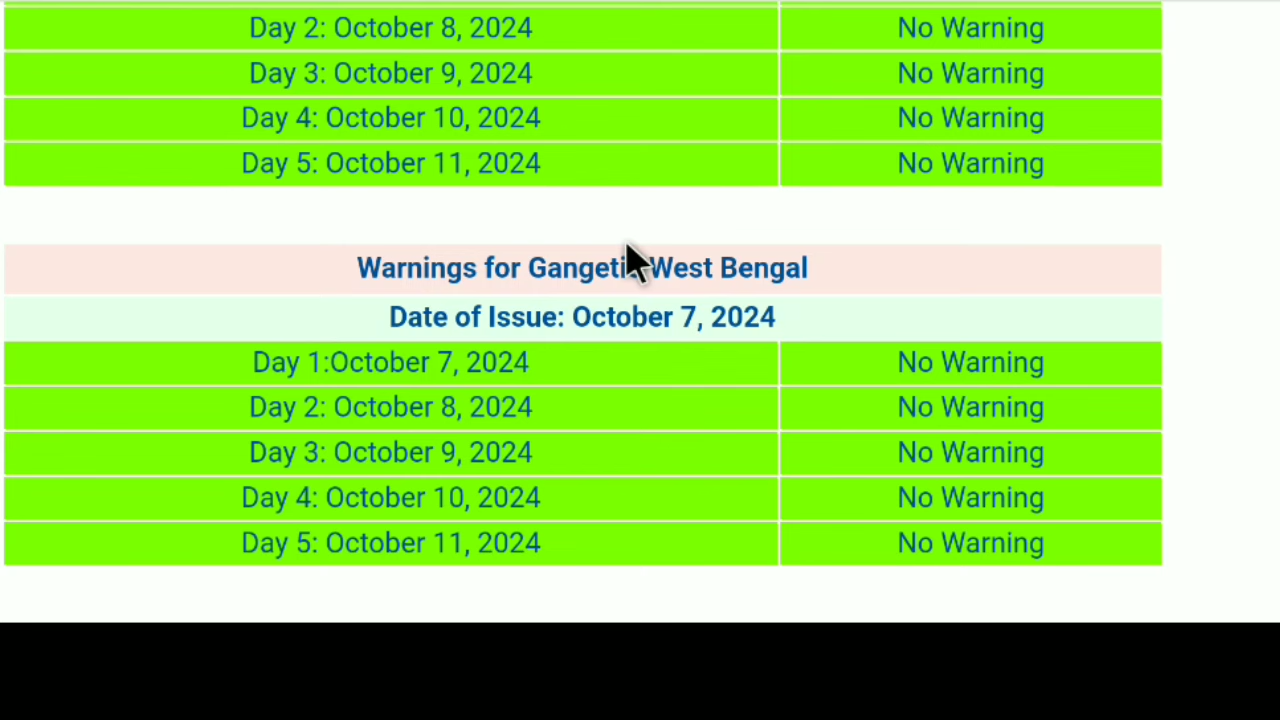 Day 2: October 8, 2024 No Warning
Day 3: October 9, 2024 No Warning
Day 4: October 10, 2024 No Warning
Day 5: October 11, 2024 No Warning
Warnings for Gangetic West Bengal
Date of Issue: October 7, 2024
Day 1:October 7, 2024 No Warning
Day 2: October 8, 2024 No Warning
Day 3: October 9, 2024 No Warning
Day 4: October 10, 2024 No Warning
Day 5: October 11, 2024 No Warning